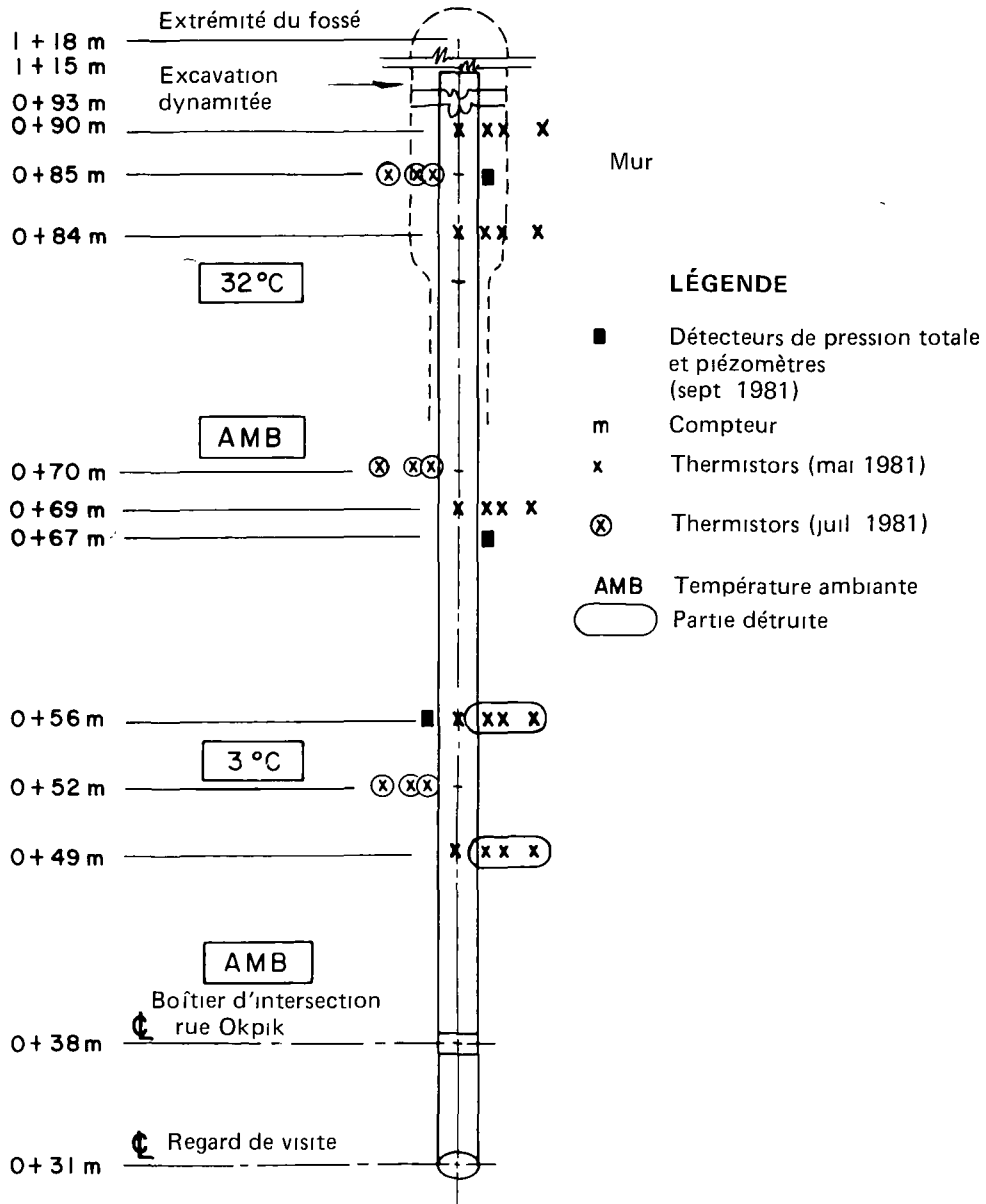 Extrémité du fossé
1 + 18 m
1 + 15 m
Excavation
dynamitée
0 + 93 m
0 + 90 m
0 + 85 m
Mur
0 + 84 m
32°C
AMB
0 + 70 m
0 + 69 m
0 + 67 m
0 + 56 m
3°C
0 + 52 m
0 + 49 m
AMB
Boîtier d'intersection
rue Okpik
0 + 38 m
Regard de visite
0 + 31 m
LÉGENDE
Détecteurs de pression totale
et piézomètres
(sept 1981)
m Compteur
x Thermistors (mai 1981)
ⓧ Thermistors (juil 1981)
AMB Température ambiante
Partie détruite